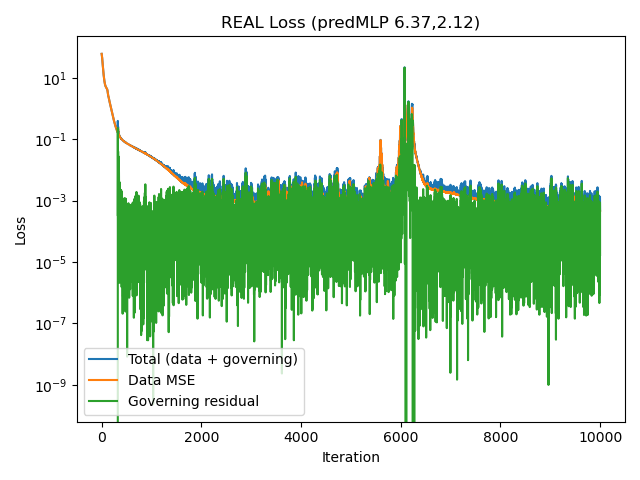 REAL Loss (predMLP 6.37,2.12)
Loss
10¹
10⁻¹
10⁻³
10⁻⁵
10⁻⁷
10⁻⁹
Total (data + governing)
Data MSE
Governing residual
0 2000 4000 6000 8000 10000
Iteration